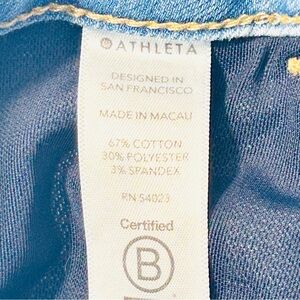 ATHLETA
DESIGNED IN
SAN FRANCISCO
MADE IN MACAU
67% COTTON
30% POLYESTER
3% SPANDEX
RN 54023
Certified
B